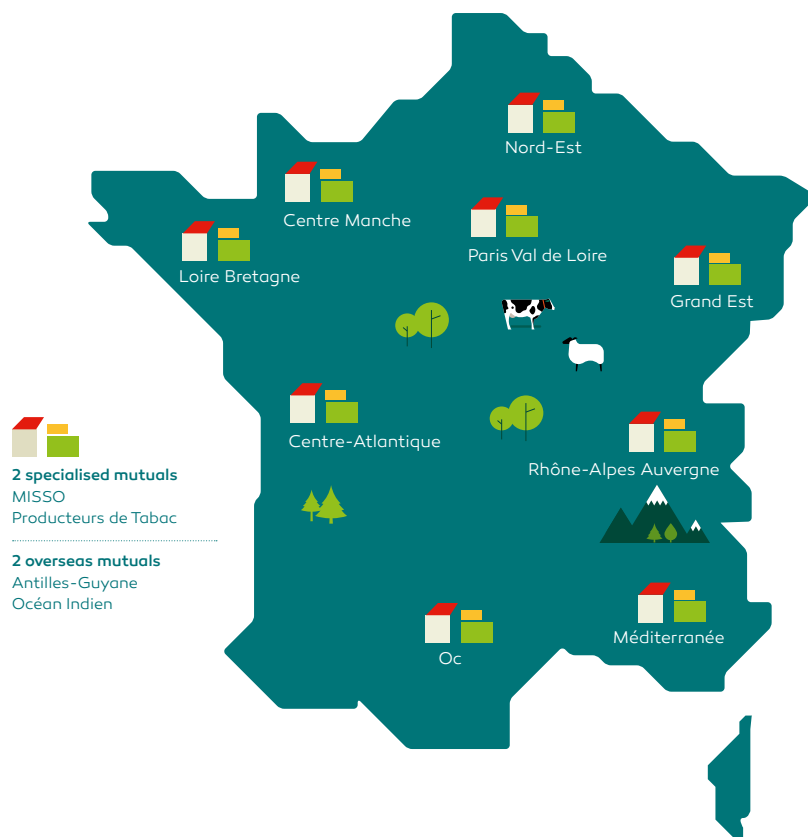 Nord-Est
Centre Manche
Paris Val de Loire
Loire Bretagne
Grand Est
Centre-Atlantique
Rhône-Alpes Auvergne
2 specialised mutuals
MISSO
Producteurs de Tabac
2 overseas mutuals
Antilles-Guyane
Océan Indien
Méditerranée
Oc